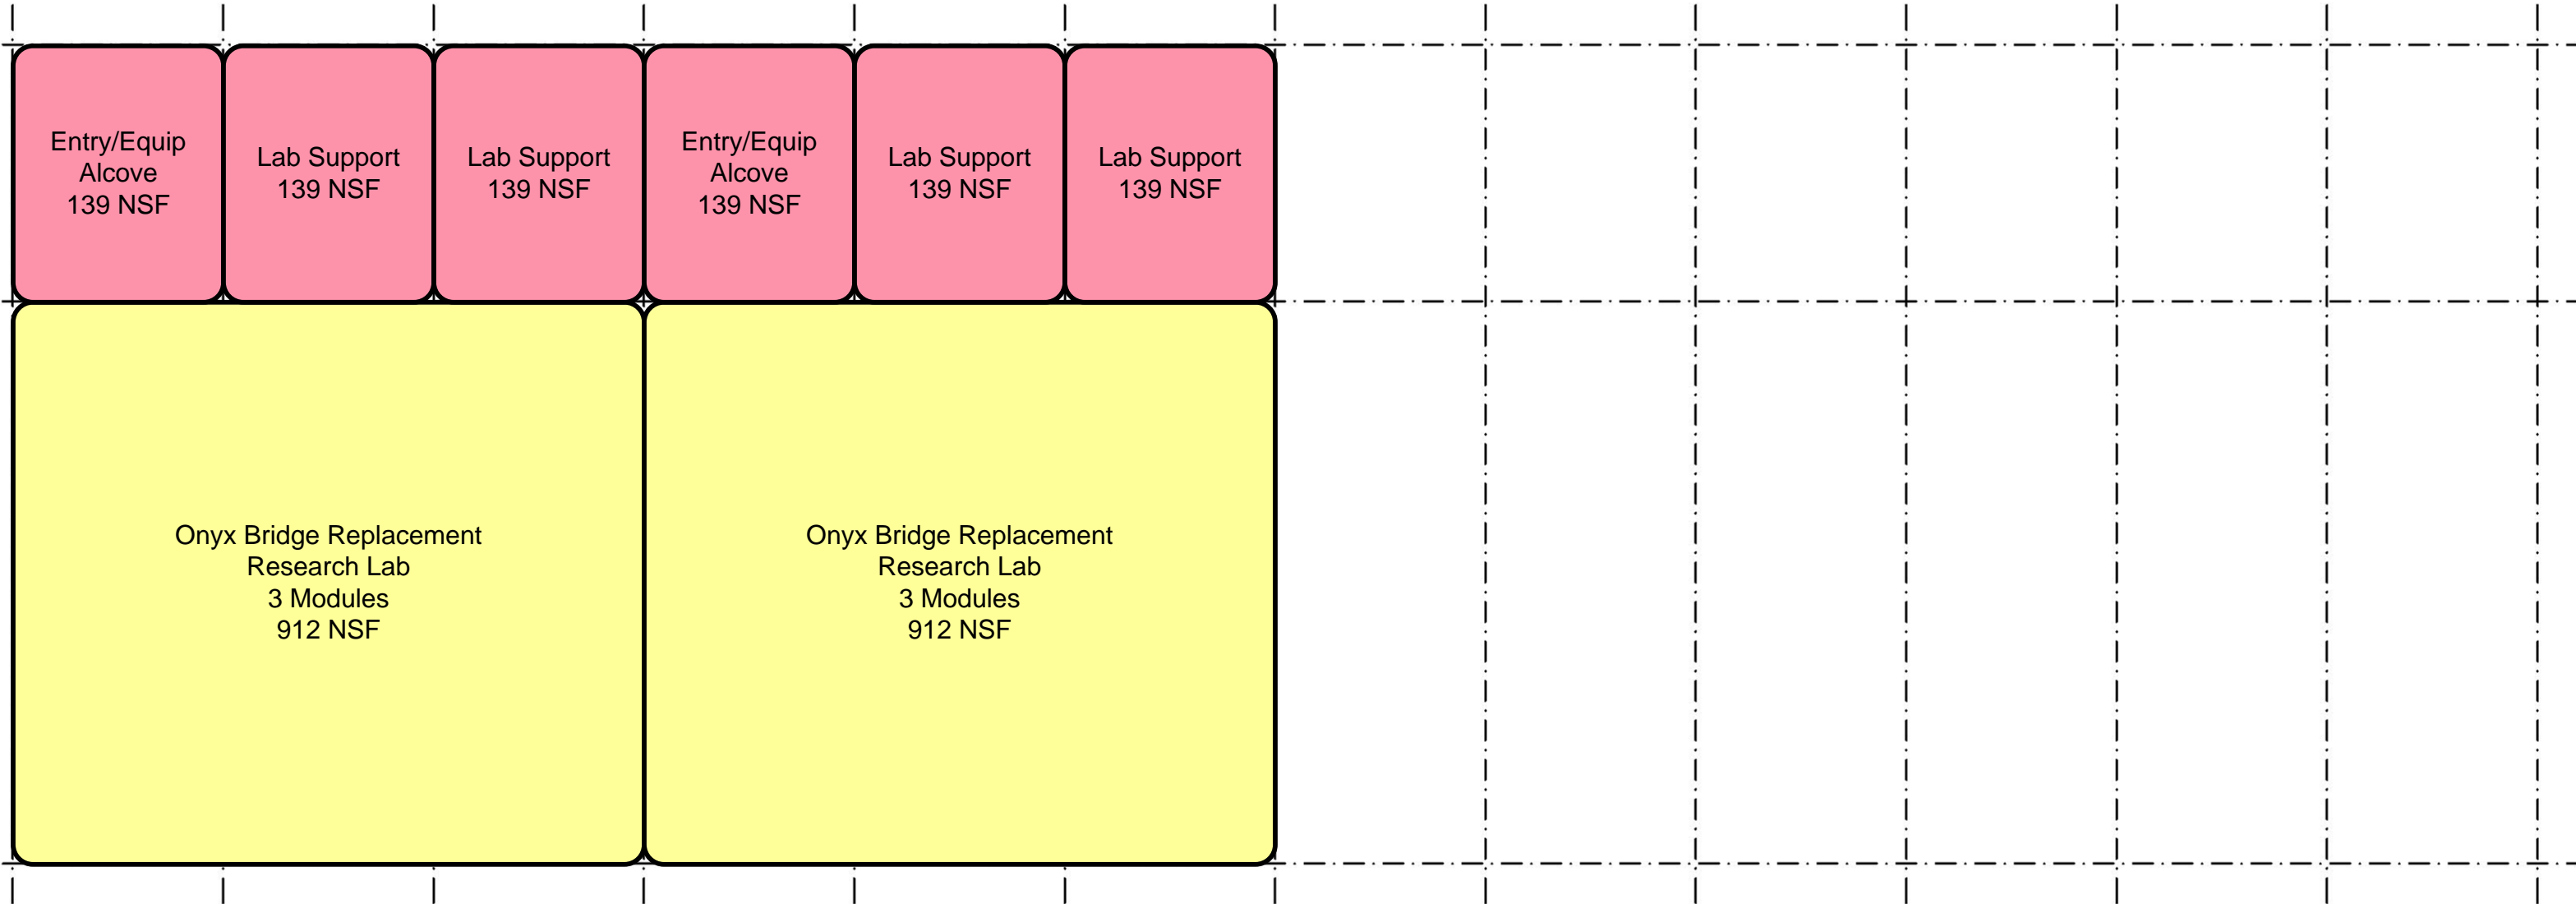 Entry/Equip
Alcove
139 NSF
Lab Support
139 NSF
Lab Support
139 NSF
Entry/Equip
Alcove
139 NSF
Lab Support
139 NSF
Lab Support
139 NSF
Onyx Bridge Replacement
Research Lab
3 Modules
912 NSF
Onyx Bridge Replacement
Research Lab
3 Modules
912 NSF